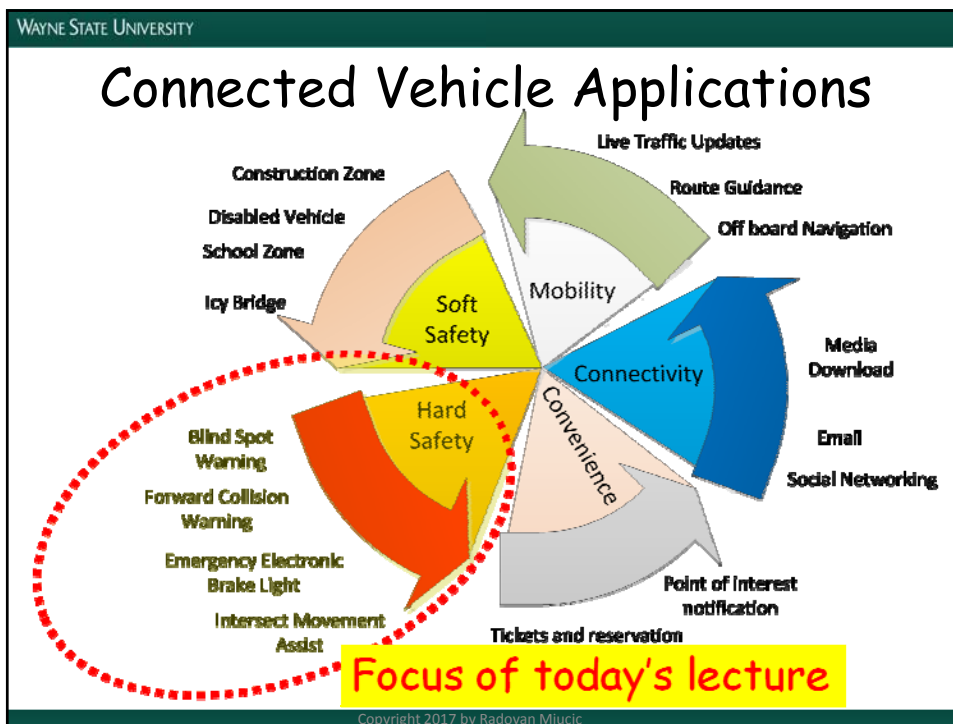 WAYNE STATE UNIVERSITY
Connected Vehicle Applications
Live Traffic Updates
Route Guidance
Off board Navigation
Mobility
Construction Zone
Disabled Vehicle
School Zone
Icy Bridge
Soft
Safety
Connectivity
Media
Download
Email
Social Networking
Hard
Safety
Blind Spot
Warning
Forward Collision
Warning
Emergency Electronic
Brake Light
Intersect Movement
Assist
Convenience
Point of interest
notification
Tickets and reservation
Focus of today's lecture
Copyright 2017 by Radovan Miucic